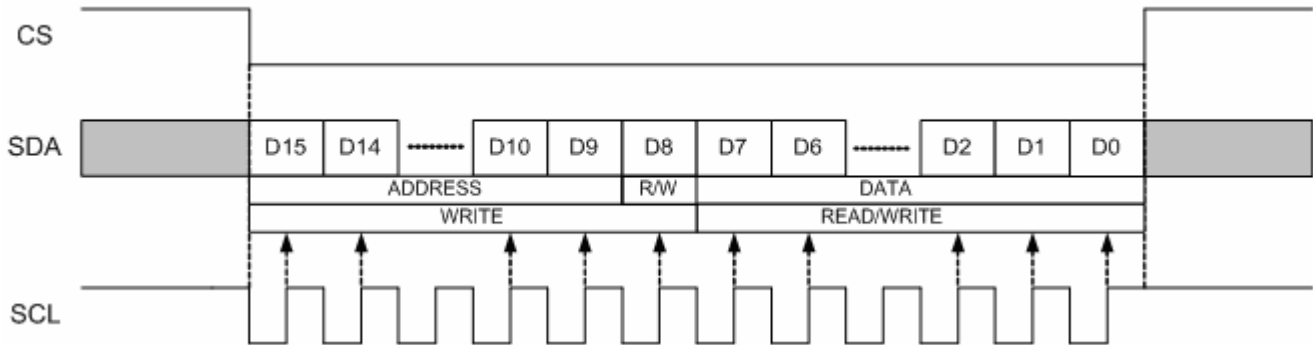 CS
SDA D15 D14 D10 D9 D8 D7 D6 D2 D1 D0
ADDRESS R/W DATA
WRITE READ/WRITE
SCL